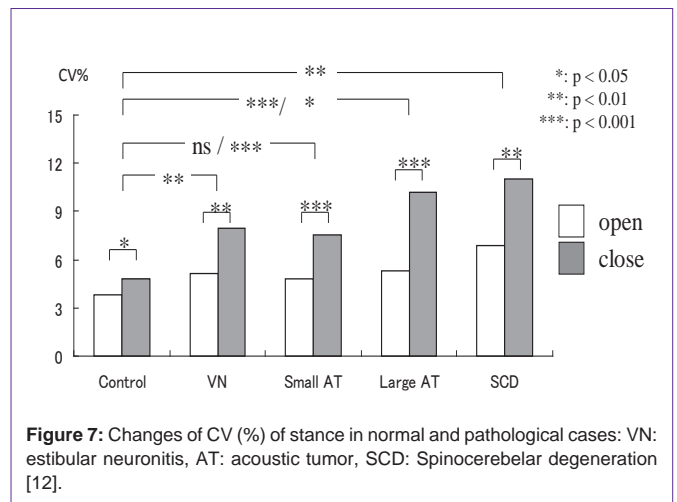 CV%
**
*: p < 0.05
**: p < 0.01
***: p < 0.001
***/ *
ns / ***
**
15
12
9
6
3
0
*
**
***
***
**
open
close
Control VN Small AT Large AT SCD
Figure 7: Changes of CV (%) of stance in normal and pathological cases: VN:
estibular neuronitis, AT: acoustic tumor, SCD: Spinocerebelar degeneration
[12].